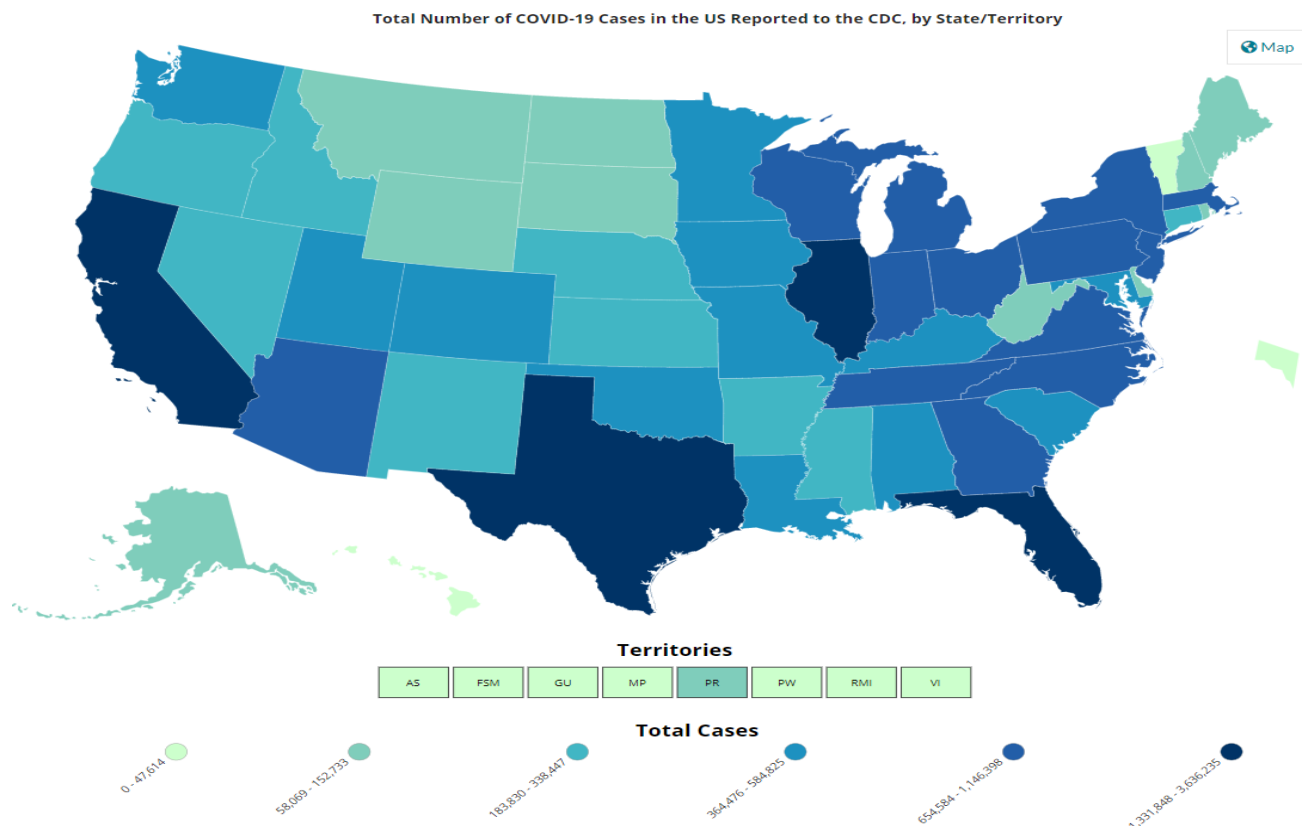 Total Number of COVID-19 Cases in the US Reported to the CDC, by State/Territory
Map
Territories
AS FSM GU MP PR PW RMI VI
Total Cases
0 - 47,614
58,069 - 152,733
183,830 - 338,447
364,476 - 584,825
654,584 - 1,146,398
1,331,848 - 3,636,235